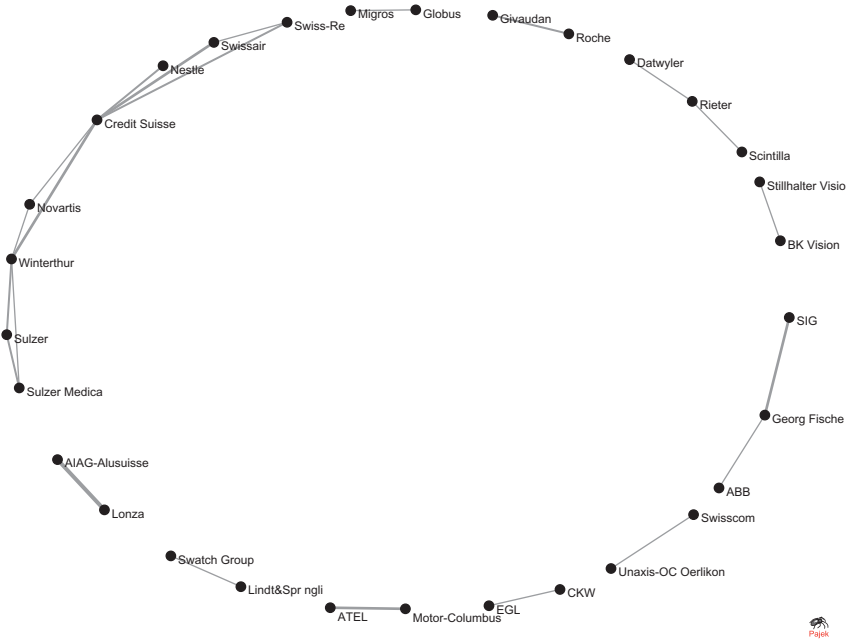 Migros
Globus
Givaudan
Swiss-Re
Roche
Swissair
Datwyler
Nestle
Rieter
Credit Suisse
Scintilla
Stillhalter Visio
Novartis
BK Vision
Winterthur
SIG
Sulzer
Sulzer Medica
Georg Fische
AIAG-Alusuisse
ABB
Lonza
Swisscom
Swatch Group
Unaxis-OC Oerlikon
Lindt&Spr ngli
CKW
EGL
ATEL
Motor-Columbus
Pajek